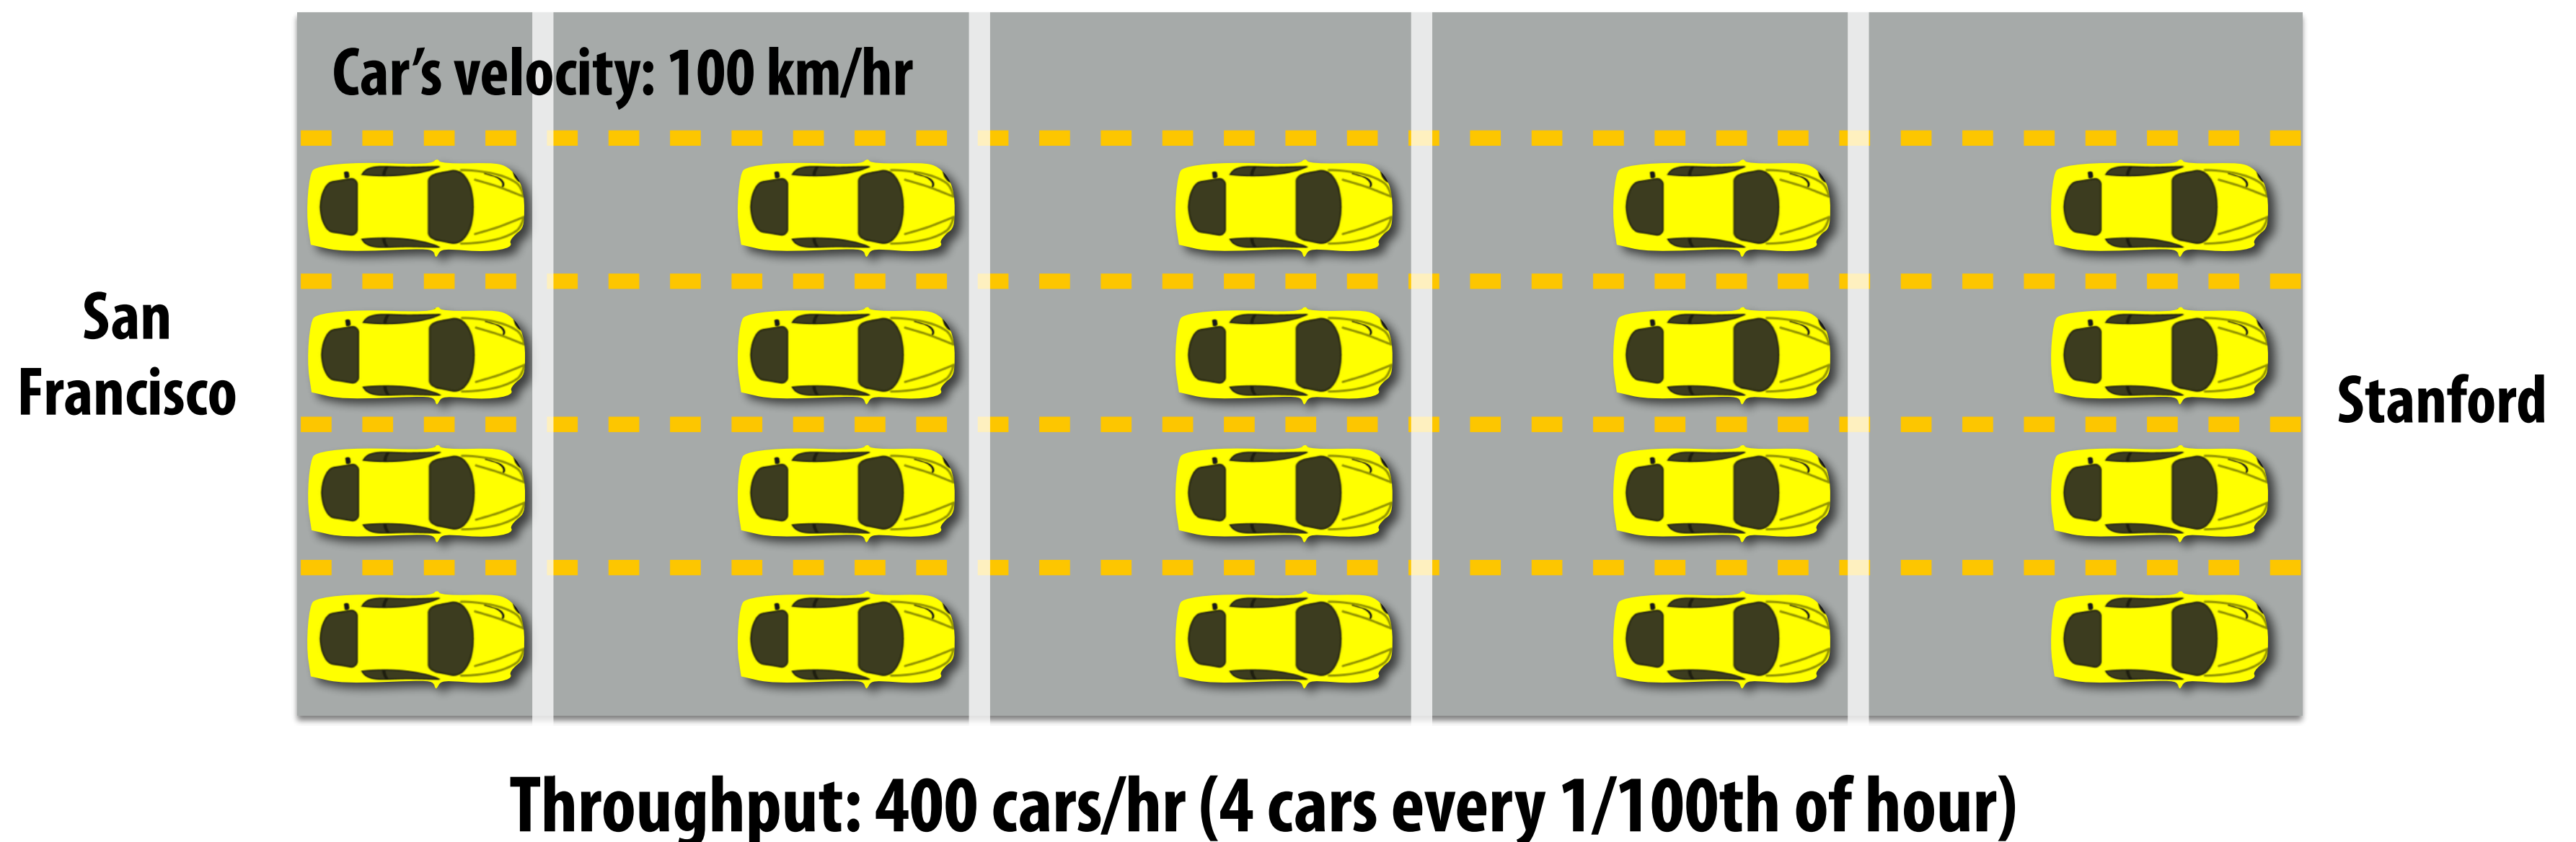 Car’s velocity: 100 km/hr
San
Francisco
Stanford
Throughput: 400 cars/hr (4 cars every 1/100th of hour)